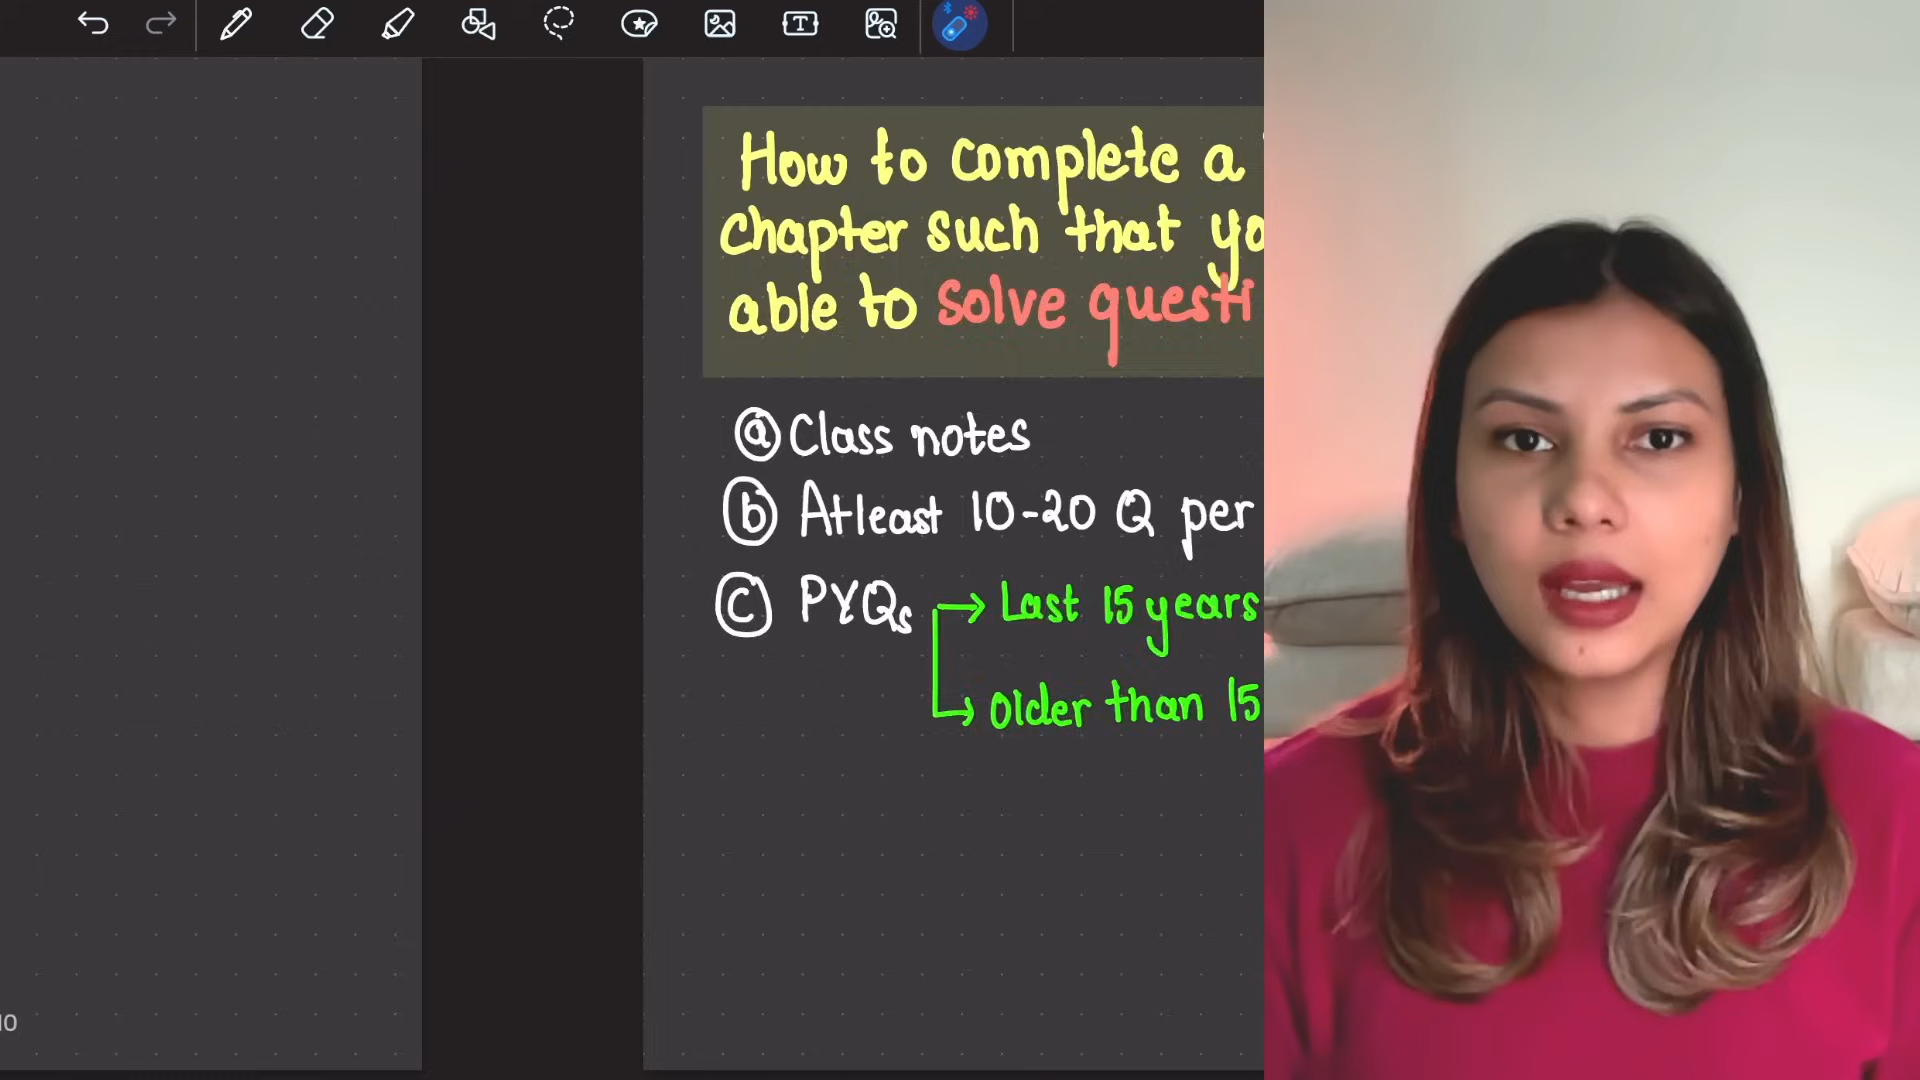 How to complete a
chapter such that yo
able to solve questi
ⓐ Class notes
ⓑ Atleast 10-20 Q per
ⓒ PYQs → Last 15 years
→ Older than 15
10